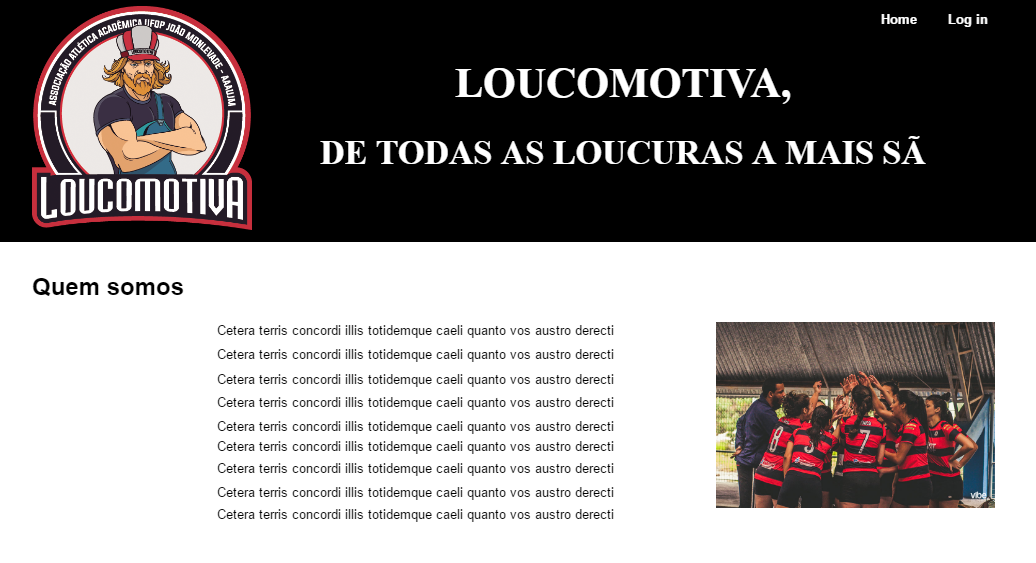 ASSOCIAÇÃO ATLÉTICA ACADÊMICA UFOP JOÃO MONLEVADE - AAAUJM
LOUCOMOTIVA
Home Log in
LOUCOMOTIVA,
DE TODAS AS LOUCURAS A MAIS SÃ
Quem somos
Cetera terris concordi illis totidemque caeli quanto vos austro derecti
Cetera terris concordi illis totidemque caeli quanto vos austro derecti
Cetera terris concordi illis totidemque caeli quanto vos austro derecti
Cetera terris concordi illis totidemque caeli quanto vos austro derecti
Cetera terris concordi illis totidemque caeli quanto vos austro derecti
Cetera terris concordi illis totidemque caeli quanto vos austro derecti
Cetera terris concordi illis totidemque caeli quanto vos austro derecti
Cetera terris concordi illis totidemque caeli quanto vos austro derecti
Cetera terris concordi illis totidemque caeli quanto vos austro derecti
8
5
7
vibe